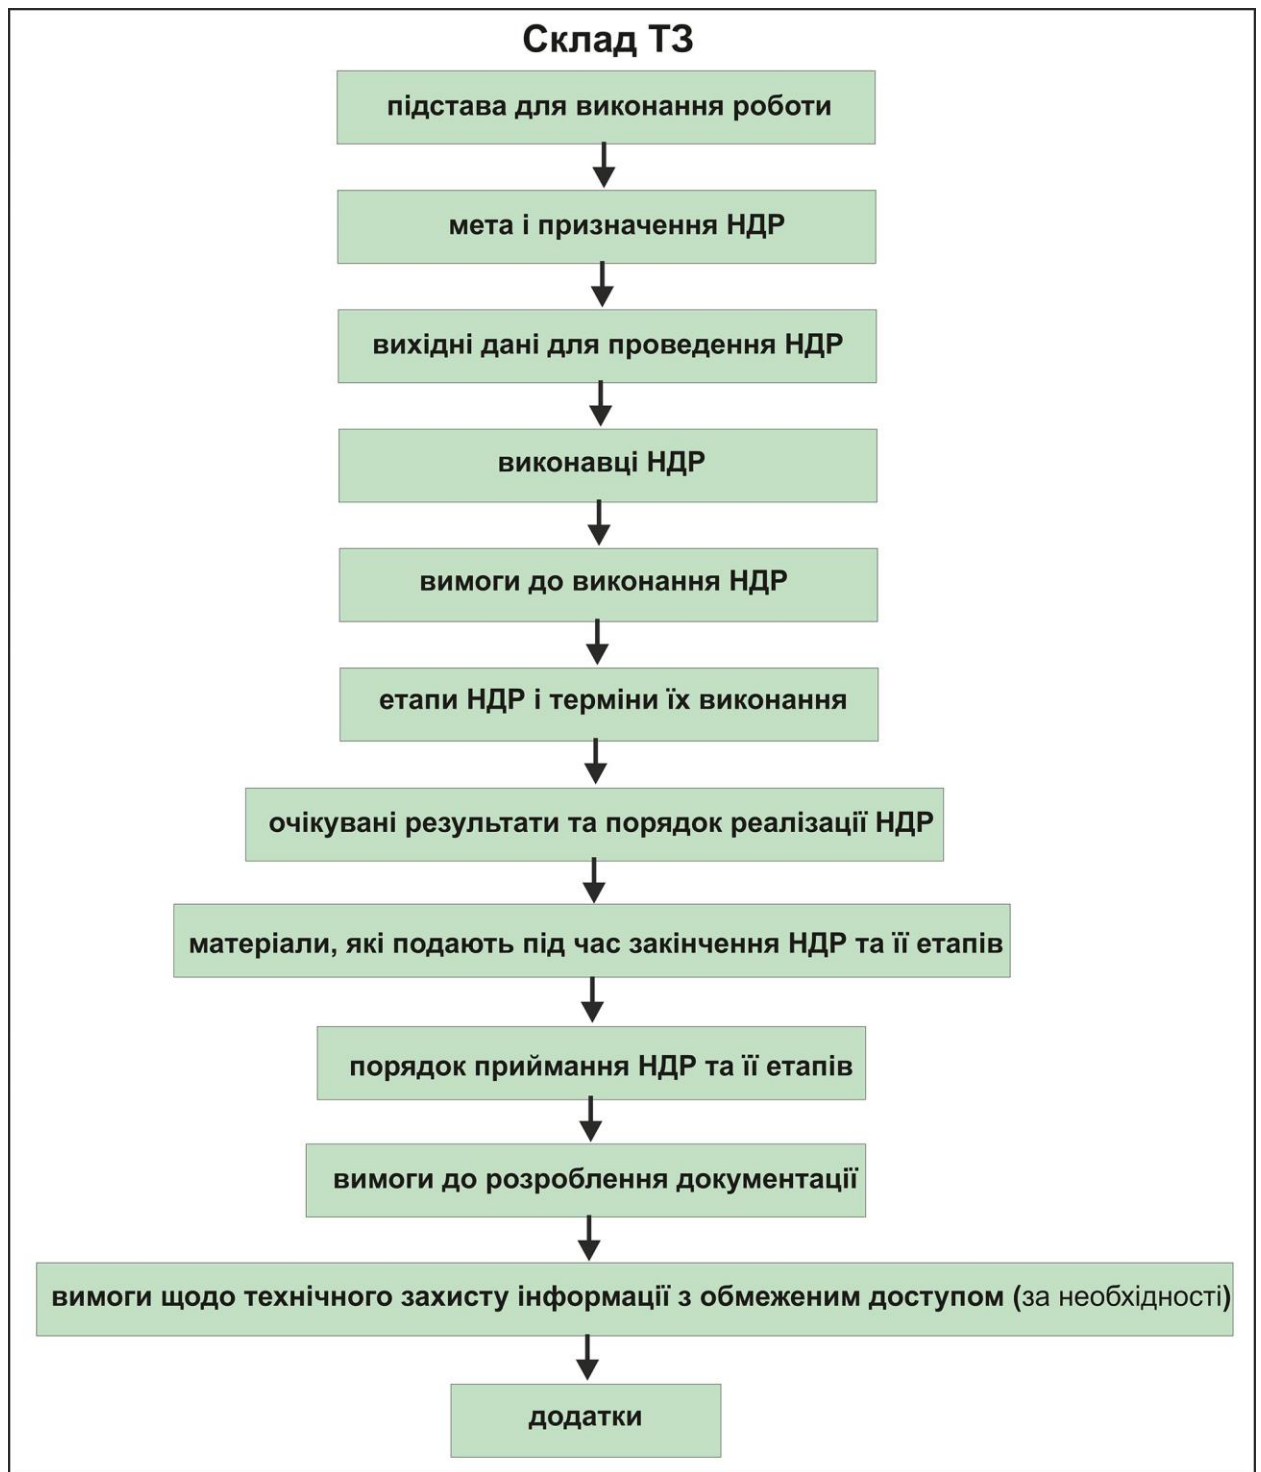 Склад ТЗ
підстава для виконання роботи
мета і призначення НДР
вихідні дані для проведення НДР
виконавці НДР
вимоги до виконання НДР
етапи НДР і терміни їх виконання
очікувані результати та порядок реалізації НДР
матеріали, які подають під час закінчення НДР та її етапів
порядок приймання НДР та її етапів
вимоги до розроблення документації
вимоги щодо технічного захисту інформації з обмеженим доступом (за необхідності)
додатки